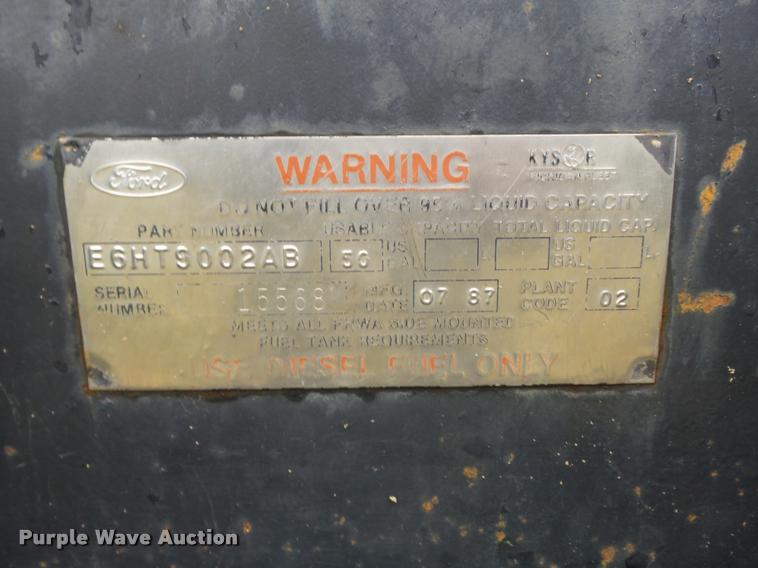 Ford WARNING KYSOR
DO NOT FILL OVER 95% LIQUID CAPACITY
PART NUMBER USABLE CAPACITY TOTAL LIQUID CAP.
E6HT9002AB 50 US GAL L. US GAL. L.
SERIAL NUMBER 15568 MFG. DATE 07 87 PLANT CODE 02
MEETS ALL FHWA SIDE MOUNTED
FUEL TANK REQUIREMENTS
USE DIESEL FUEL ONLY
Purple Wave Auction